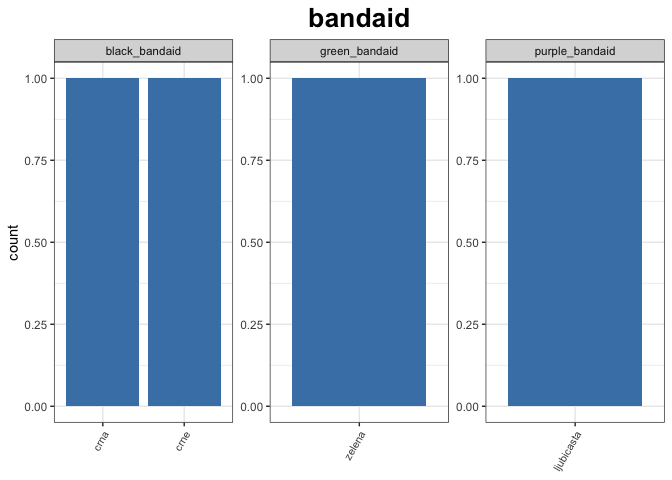 bandaid
black_bandaid green_bandaid purple_bandaid
1.00 1.00 1.00
0.75 0.75 0.75
count
0.50 0.50 0.50
0.25 0.25 0.25
0.00 0.00 0.00
crna crne zelena ljubicasta